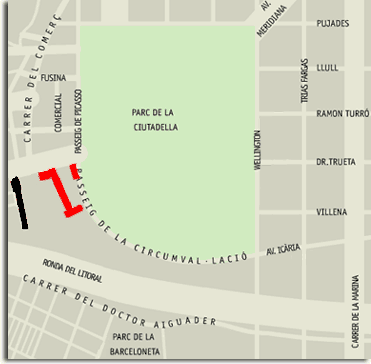 AV.
MERIDIANA
PUJADES
CARRER DEL COMERÇ
FUSINA
COMERCIAL
PASSEIG DE PICASSO
PARC DE LA
CIUTADELLA
LLULL
TRIAS FARGAS
RAMON TURRÓ
WELLINGTON
DR.TRUETA
VILLENA
PASSEIG DE LA CIRCUMVAL·LACIÓ
AV. ICÀRIA
RONDA DEL LITORAL
CARRER DEL DOCTOR AIGUADER
PARC DE LA
BARCELONETA
CARRER DE LA MARINA